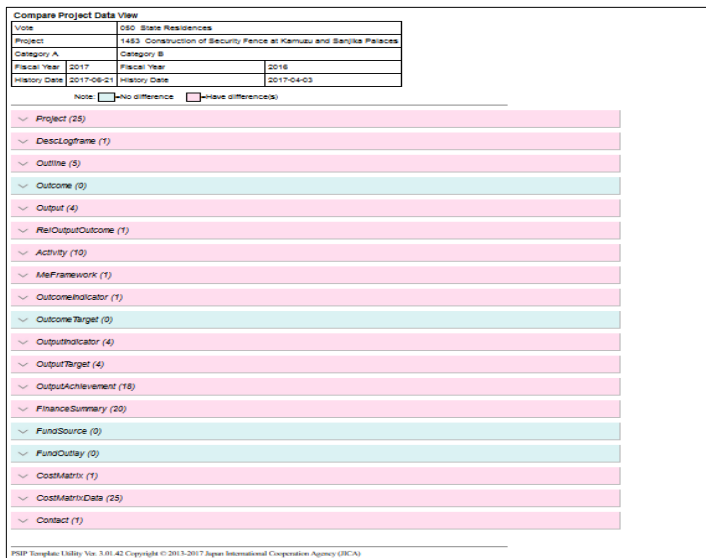 Compare Project Data View
Vote 050 State Residences
Project 1453 Construction of Security Fence at Kamuzu and Sanjika Palaces
Category A Category B
Fiscal Year 2017 Fiscal Year 2016
History Date 2017-06-21 History Date 2017-04-03
Note: =No difference =Have difference(s)
Project (25)
DescLogframe (1)
Outline (5)
Outcome (0)
Output (4)
RelOutputOutcome (1)
Activity (10)
MeFramework (1)
OutcomeIndicator (1)
OutcomeTarget (0)
OutputIndicator (4)
OutputTarget (4)
OutputAchievement (18)
FinanceSummary (20)
FundSource (0)
FundOutlay (0)
CostMatrix (1)
CostMatrixData (25)
Contact (1)
PSIP Template Utility Ver. 3.01.42 Copyright © 2013-2017 Japan International Cooperation Agency (JICA)